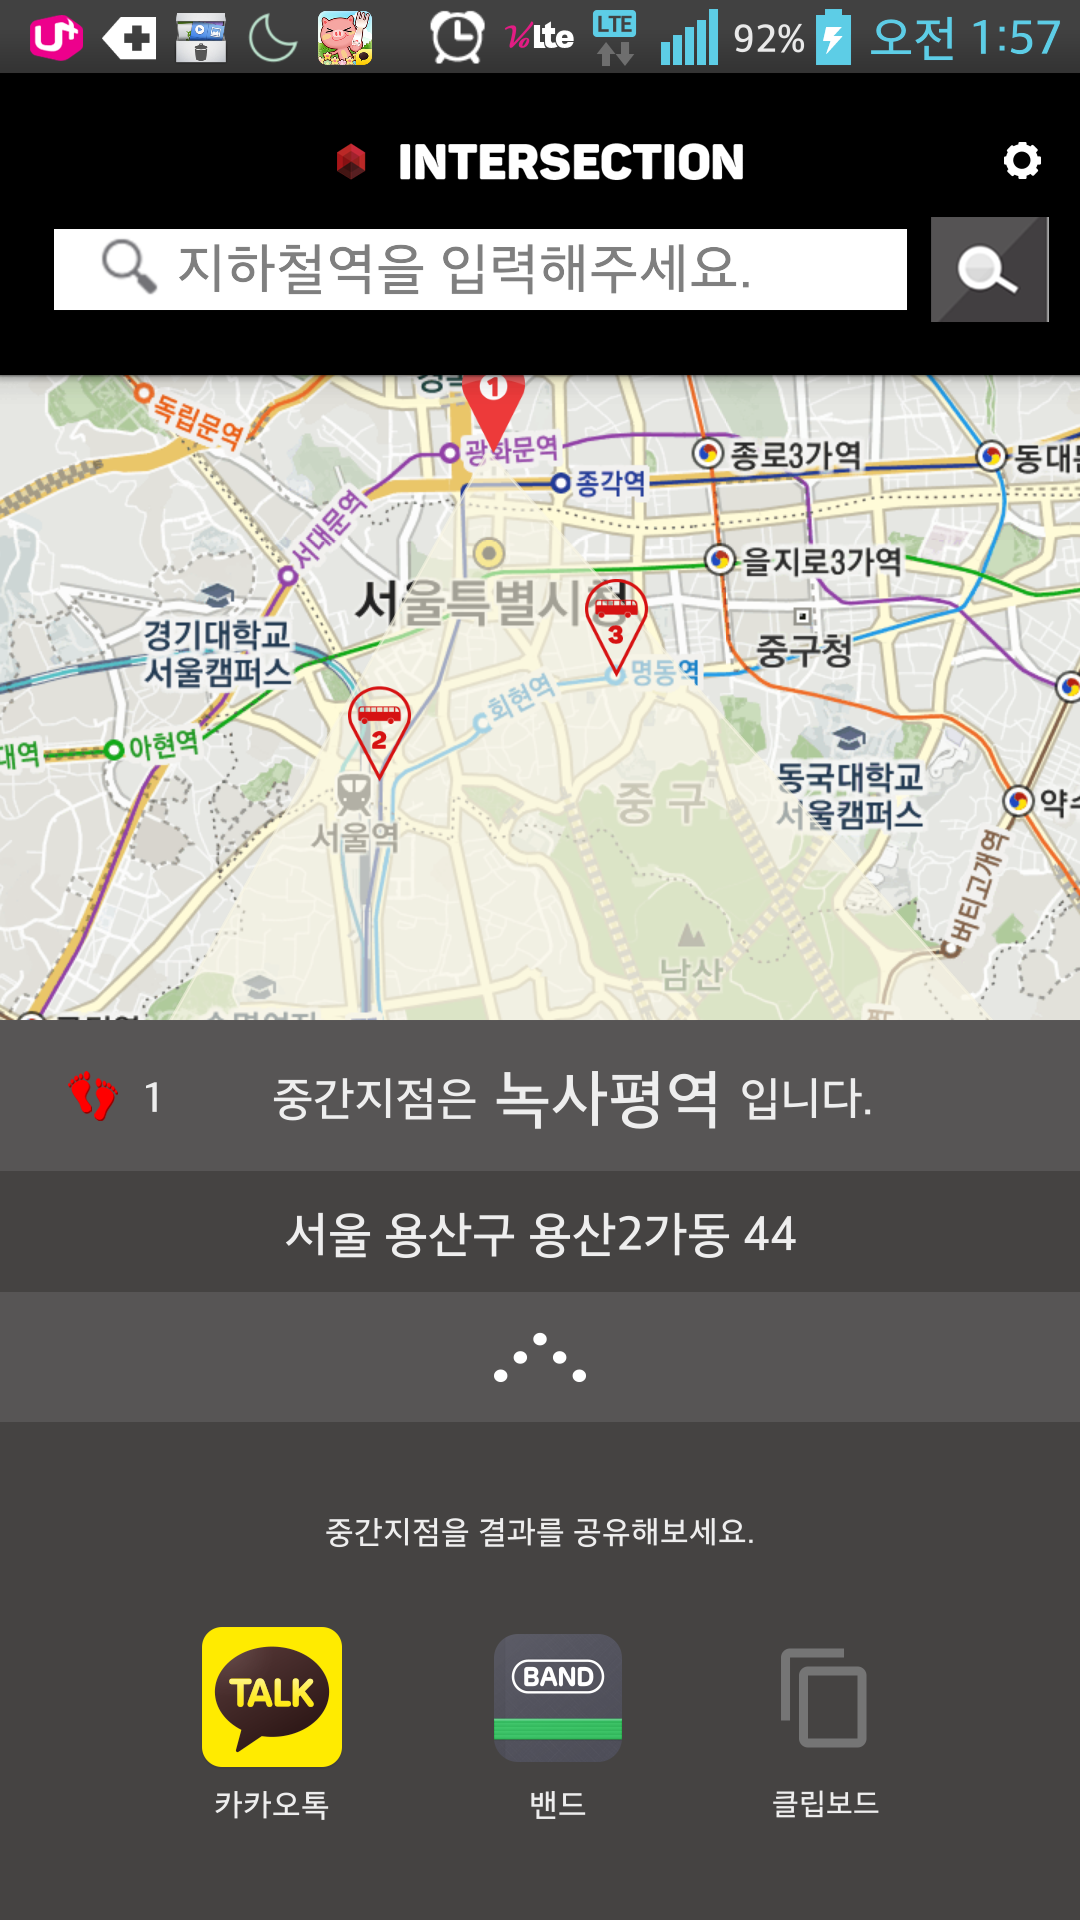 U+
Lte
LTE
92%
오전 1:57
INTERSECTION
지하철역을 입력해주세요.
1
독립문역
광화문역
종각역
종로3가역
서대문역
을지로3가역
서울특별시청
3
경기대학교
서울캠퍼스
명동역
중구청
회현역
2
아현역
동국대학교
서울캠퍼스
중구
서울역
버티고개역
남산
1
중간지점은 녹사평역 입니다.
서울 용산구 용산2가동 44
중간지점을 결과를 공유해보세요.
TALK
BAND
카카오톡
밴드
클립보드